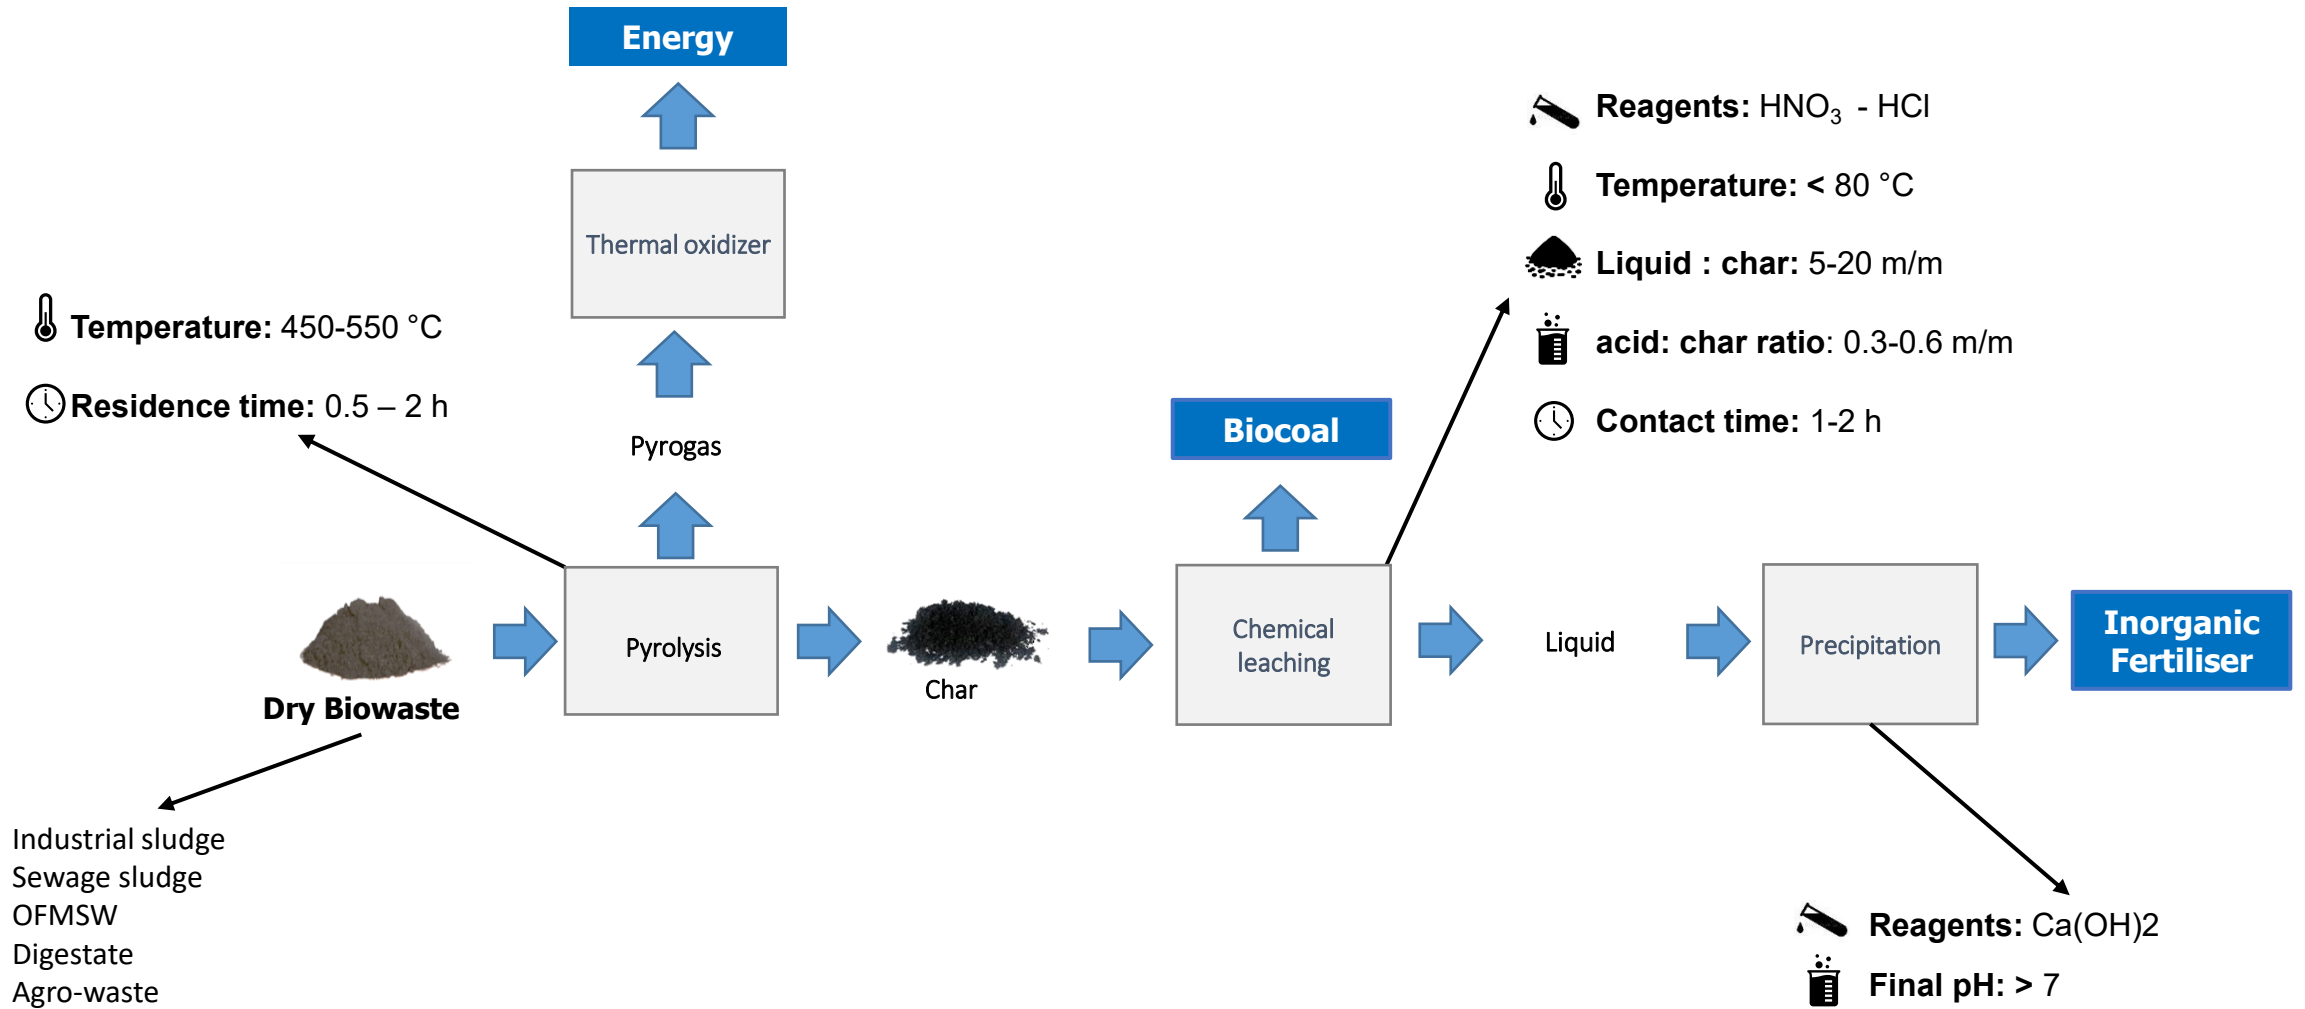 Energy
Thermal oxidizer
Pyrogas
Temperature: 450-550 °C
Residence time: 0.5 – 2 h
Dry Biowaste
Industrial sludge
Sewage sludge
OFMSW
Digestate
Agro-waste
Pyrolysis
Char
Biocoal
Chemical
leaching
Reagents: HNO₃ - HCl
Temperature: < 80 °C
Liquid : char: 5-20 m/m
acid: char ratio: 0.3-0.6 m/m
Contact time: 1-2 h
Liquid
Precipitation
Inorganic
Fertiliser
Reagents: Ca(OH)2
Final pH: > 7